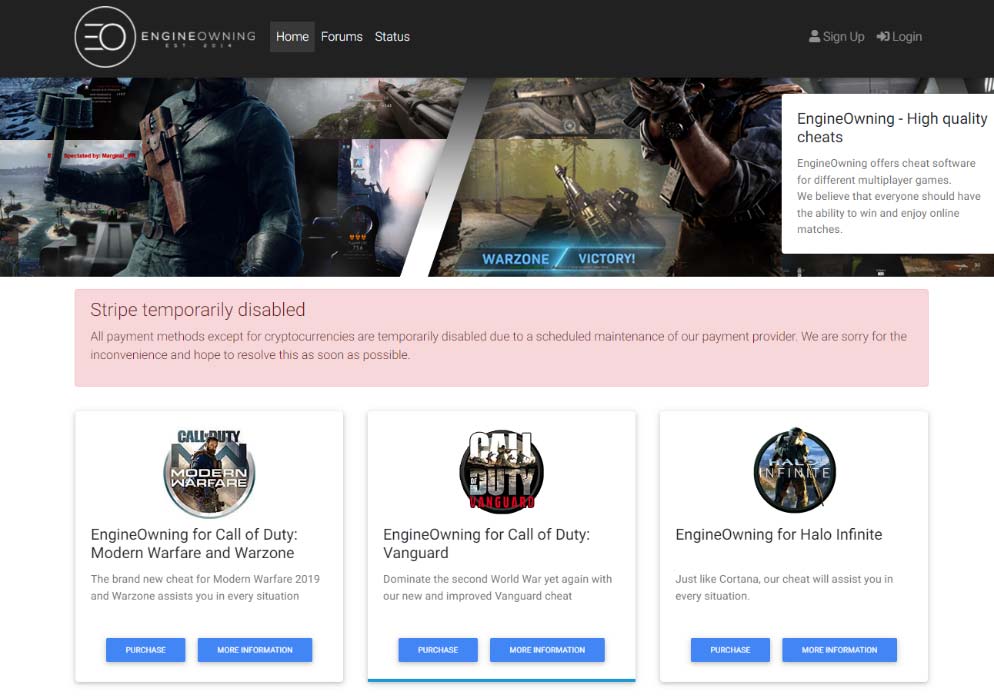 EO ENGINEOWNING
EST. 2014
Home Forums Status
Sign Up Login
Spectated by: Marginal_
WARZONE VICTORY!
EngineOwning - High quality
cheats
EngineOwning offers cheat software
for different multiplayer games.
We believe that everyone should have
the ability to win and enjoy online
matches.
Stripe temporarily disabled
All payment methods except for cryptocurrencies are temporarily disabled due to a scheduled maintenance of our payment provider. We are sorry for the
inconvenience and hope to resolve this as soon as possible.
CALL OF DUTY
MW
MODERN
WARFARE
EngineOwning for Call of Duty:
Modern Warfare and Warzone
The brand new cheat for Modern Warfare 2019
and Warzone assists you in every situation
PURCHASE MORE INFORMATION
CALL
OF DUTY
VANGUARD
EngineOwning for Call of Duty:
Vanguard
Dominate the second World War yet again with
our new and improved Vanguard cheat
PURCHASE MORE INFORMATION
HALO
INFINITE
EngineOwning for Halo Infinite
Just like Cortana, our cheat will assist you in
every situation.
PURCHASE MORE INFORMATION